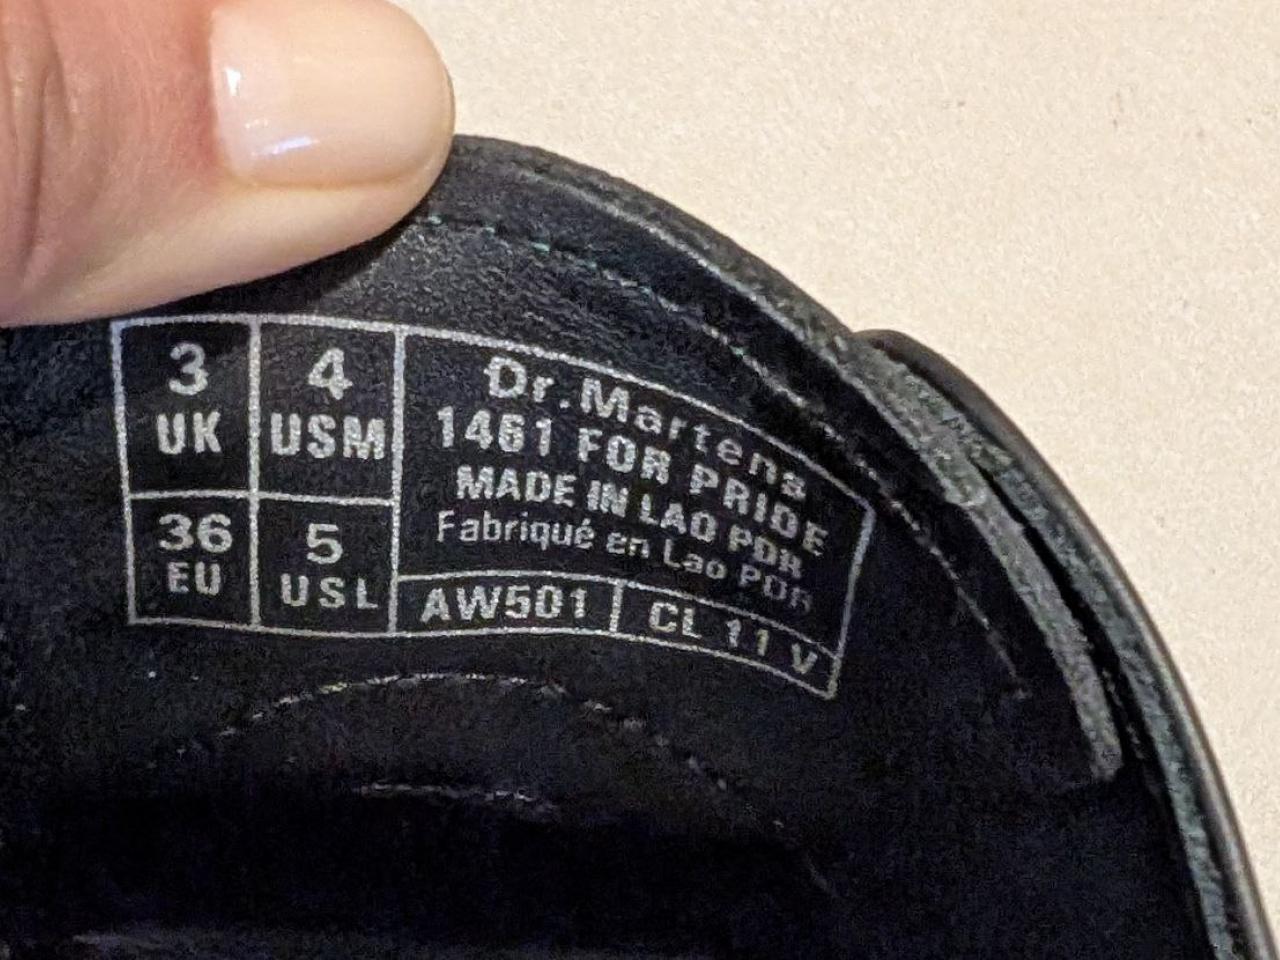 3
UK
4
USM
36
EU
5
USL
Dr.Martens
1461 FOR PRIDE
MADE IN LAO PDR
Fabriqué en Lao PDR
AW501
CL 11 V